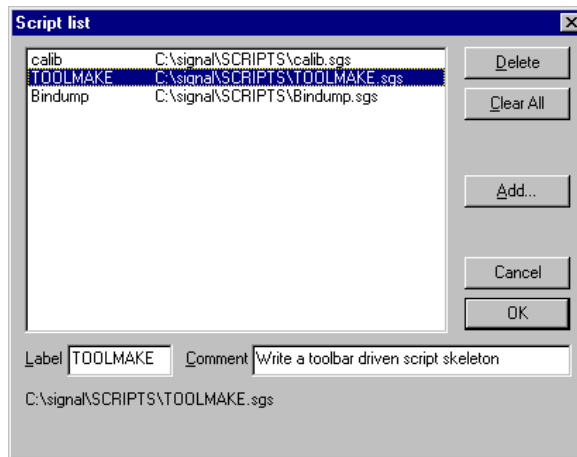 Script list
calib C:\signal\SCRIPTS\calib.sgs
TOOLMAKE C:\signal\SCRIPTS\TOOLMAKE.sgs
Bindump C:\signal\SCRIPTS\Bindump.sgs
Delete
Clear All
Add...
Cancel
OK
Label TOOLMAKE Comment Write a toolbar driven script skeleton
C:\signal\SCRIPTS\TOOLMAKE.sgs